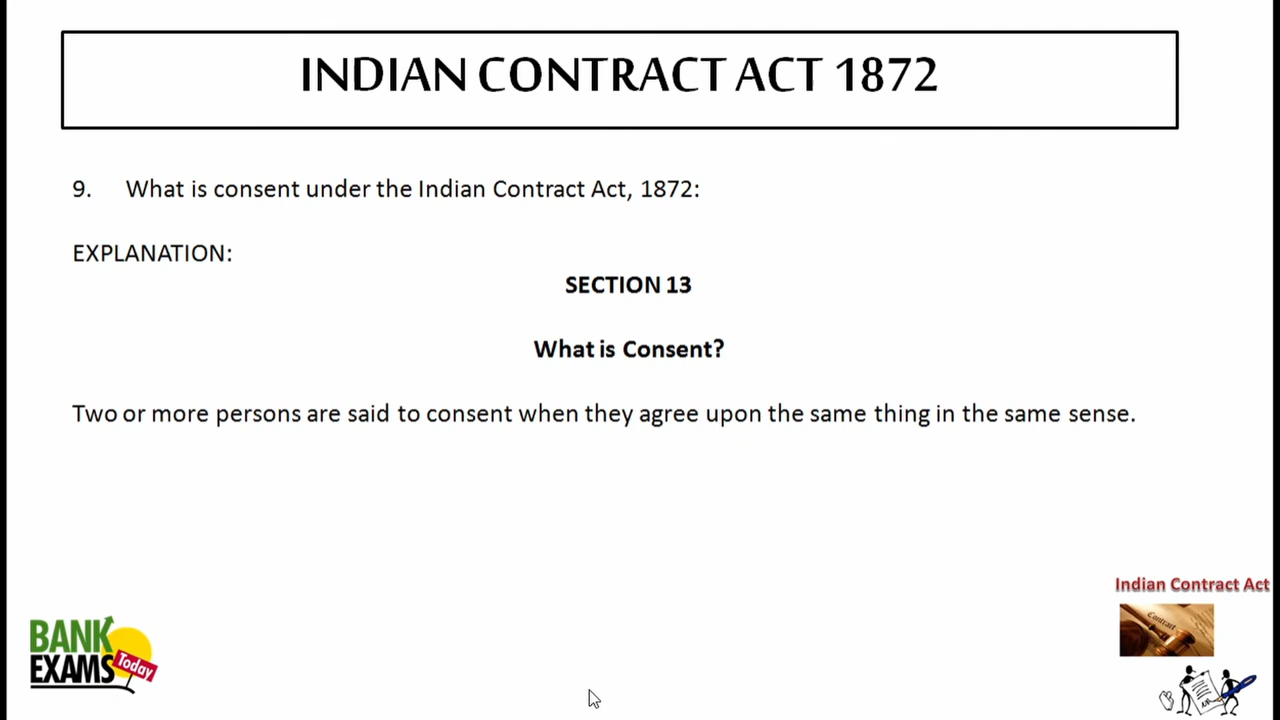 INDIAN CONTRACT ACT 1872
9. What is consent under the Indian Contract Act, 1872:
EXPLANATION:
SECTION 13
What is Consent?
Two or more persons are said to consent when they agree upon the same thing in the same sense.
Indian Contract Act
Contract
BANK
EXAMS
Today